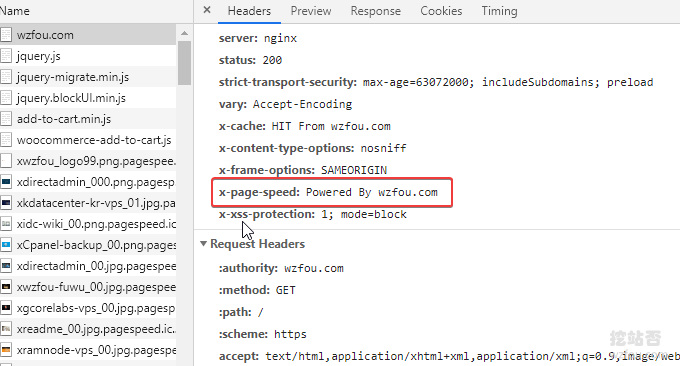 Name
× Headers Preview Response Cookies Timing
wzfou.com
jquery.js
jquery-migrate.min.js
jquery.blockUI.min.js
add-to-cart.min.js
woocommerce-add-to-cart.js
xwzfou_logo99.png.pagespee...
xdirectadmin_000.png.pagesp...
xkdatacenter-kr-vps_01.jpg.pa...
xidc-wiki_00.png.pagespeed.i...
xCpanel-backup_00.png.pages...
xdirectadmin_00.jpg.pagespe...
xwzfou-fuwu_00.jpg.pagespe...
xgcorelabs-vps_00.jpg.pages...
xreadme_00.jpg.pagespeed.ic...
xramnode-vps_00.jpg.pagesp...
server: nginx
status: 200
strict-transport-security: max-age=63072000; includeSubdomains; preload
vary: Accept-Encoding
x-cache: HIT From wzfou.com
x-content-type-options: nosniff
x-frame-options: SAMEORIGIN
x-page-speed: Powered By wzfou.com
x-xss-protection: 1; mode=block
Request Headers
:authority: wzfou.com
:method: GET
:path: /
:scheme: https
accept: text/html,application/xhtml+xml,application/xml;q=0.9,image/web
挖站否
wzfou.com